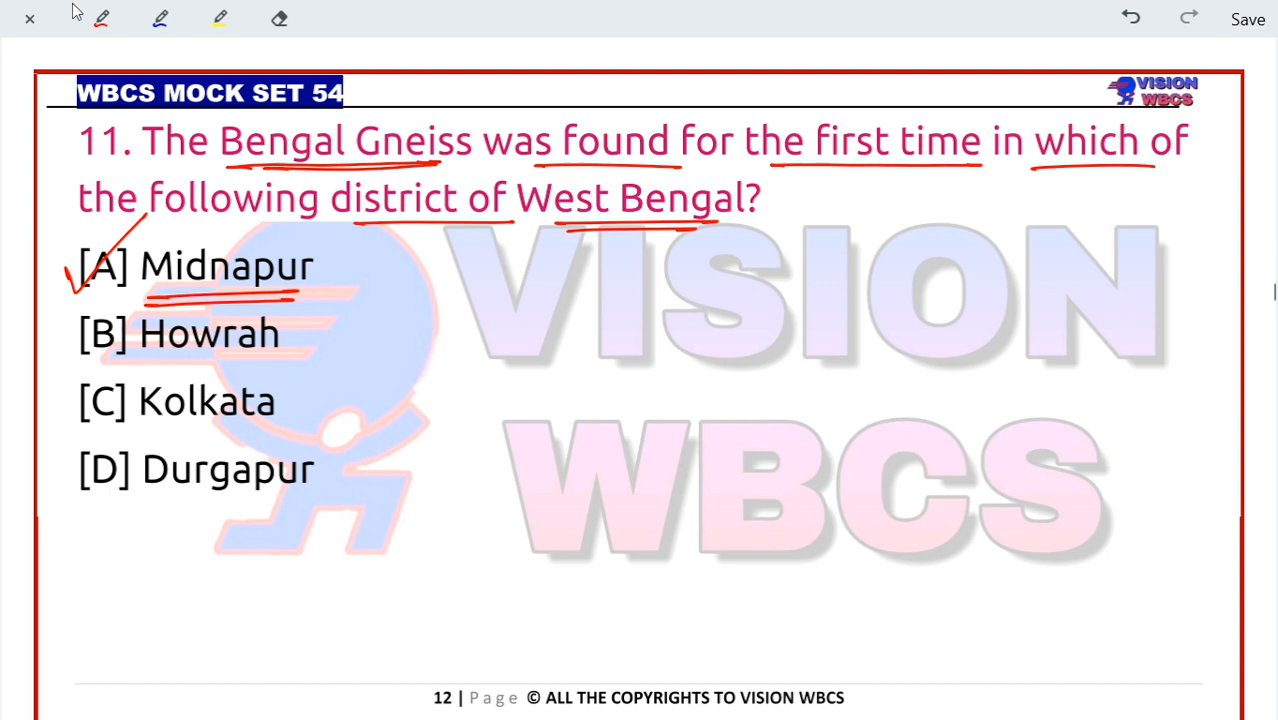 Save
WBCS MOCK SET 54
VISION
WBCS
11. The Bengal Gneiss was found for the first time in which of
the following district of West Bengal?
[A] Midnapur
[B] Howrah
[C] Kolkata
[D] Durgapur
VISION
WBCS
12 | Page © ALL THE COPYRIGHTS TO VISION WBCS